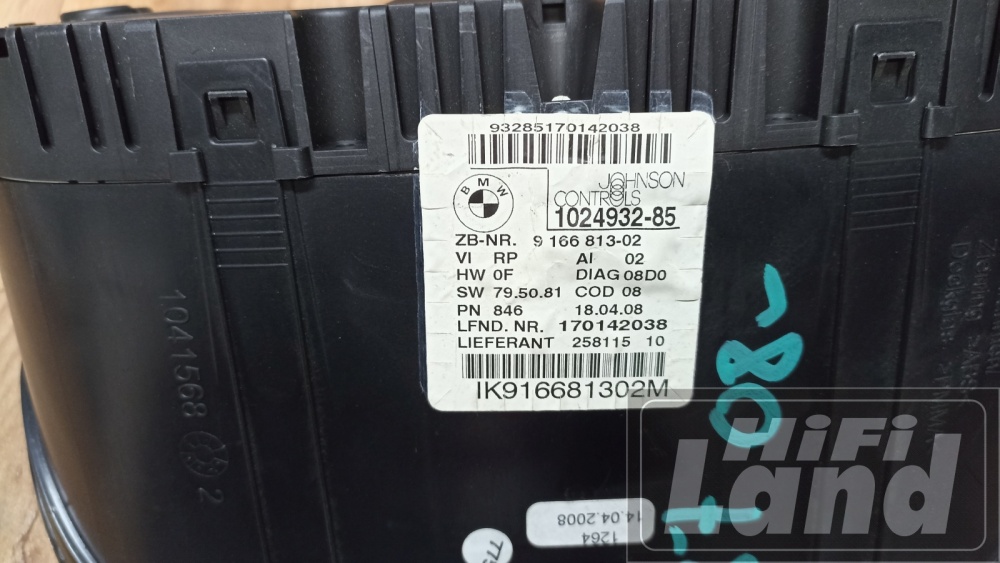 93285170142038
BMW
JOHNSON
CONTROLS
1024932-85
ZB-NR. 9 166 813-02
VI RP AI 02
HW 0F DIAG 08D0
SW 79.50.81 COD 08
PN 846 18.04.08
LFND. NR. 170142038
LIEFERANT 258115 10
IK916681302M
1041568 2
08-
14.04.2008
1264
HiFi
Land